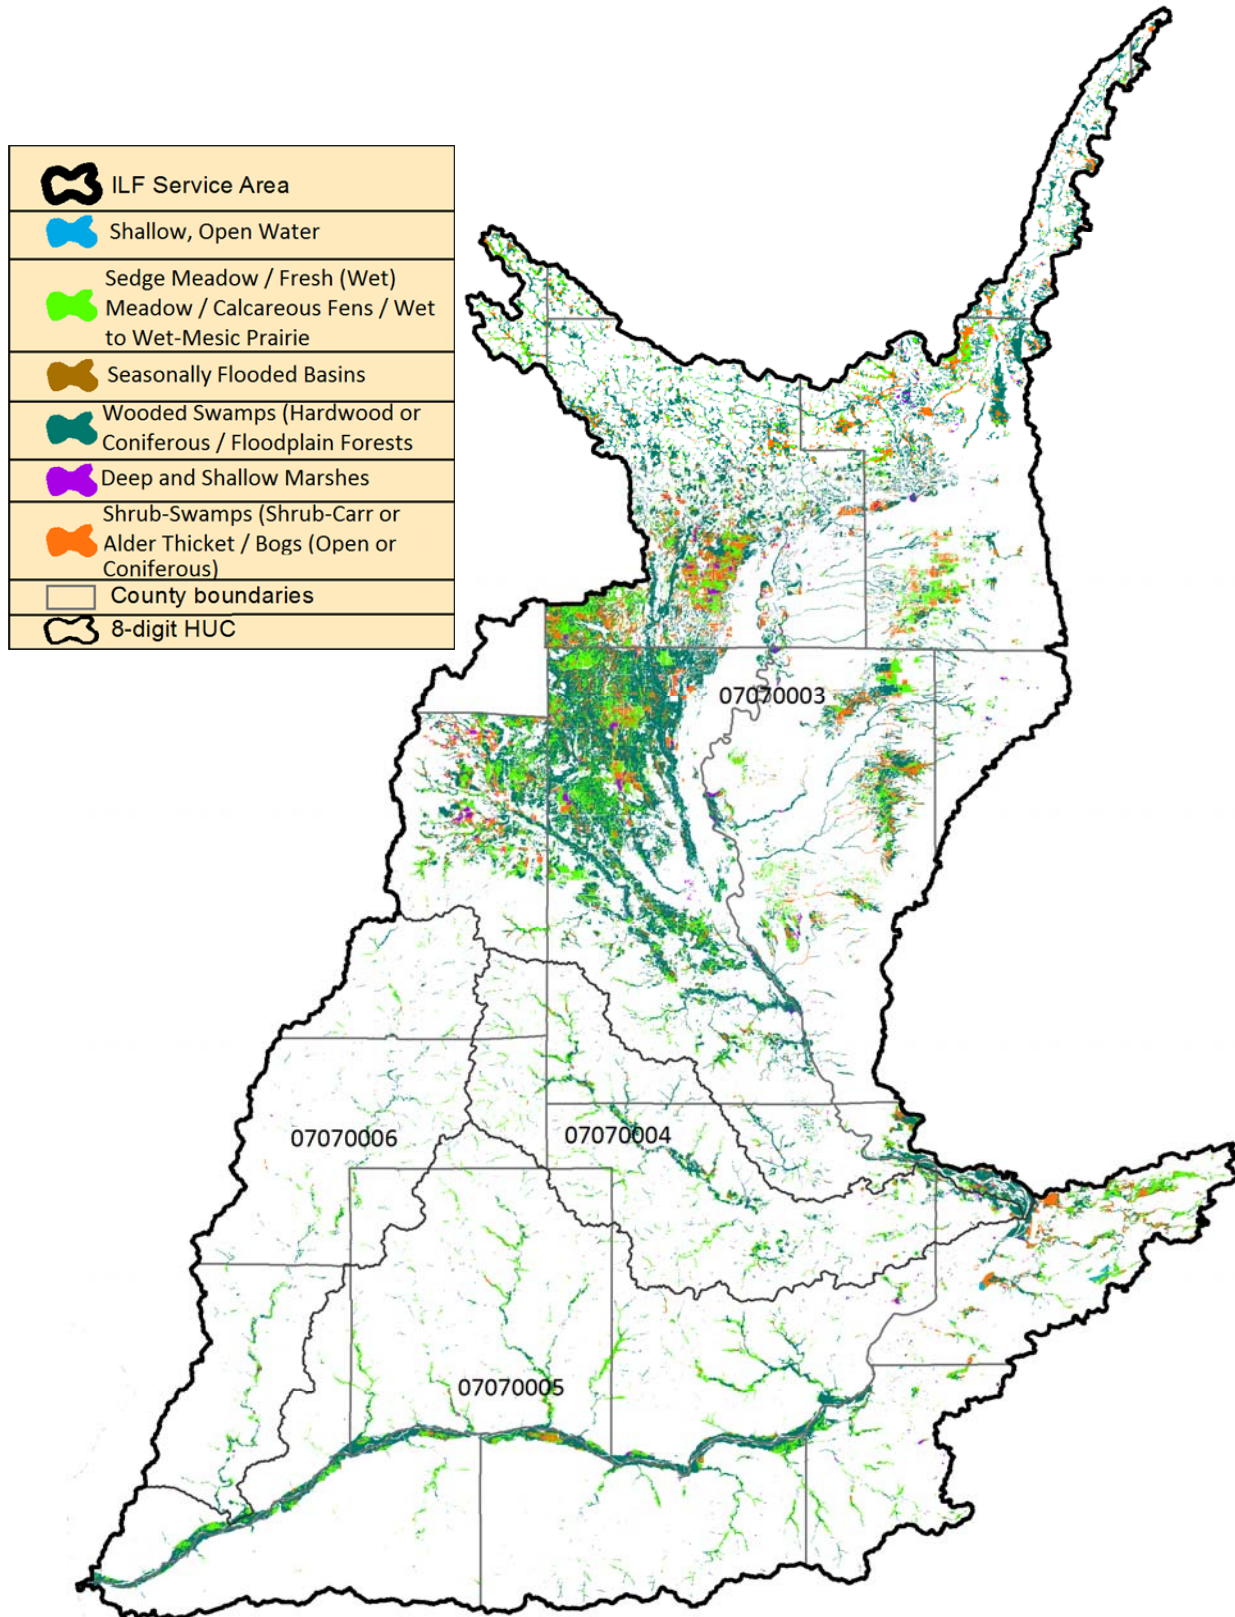 ILF Service Area
Shallow, Open Water
Sedge Meadow / Fresh (Wet)
Meadow / Calcareous Fens / Wet
to Wet-Mesic Prairie
Seasonally Flooded Basins
Wooded Swamps (Hardwood or
Coniferous / Floodplain Forests
Deep and Shallow Marshes
Shrub-Swamps (Shrub-Carr or
Alder Thicket / Bogs (Open or
Coniferous)
County boundaries
8-digit HUC
07070003
07070006
07070004
07070005